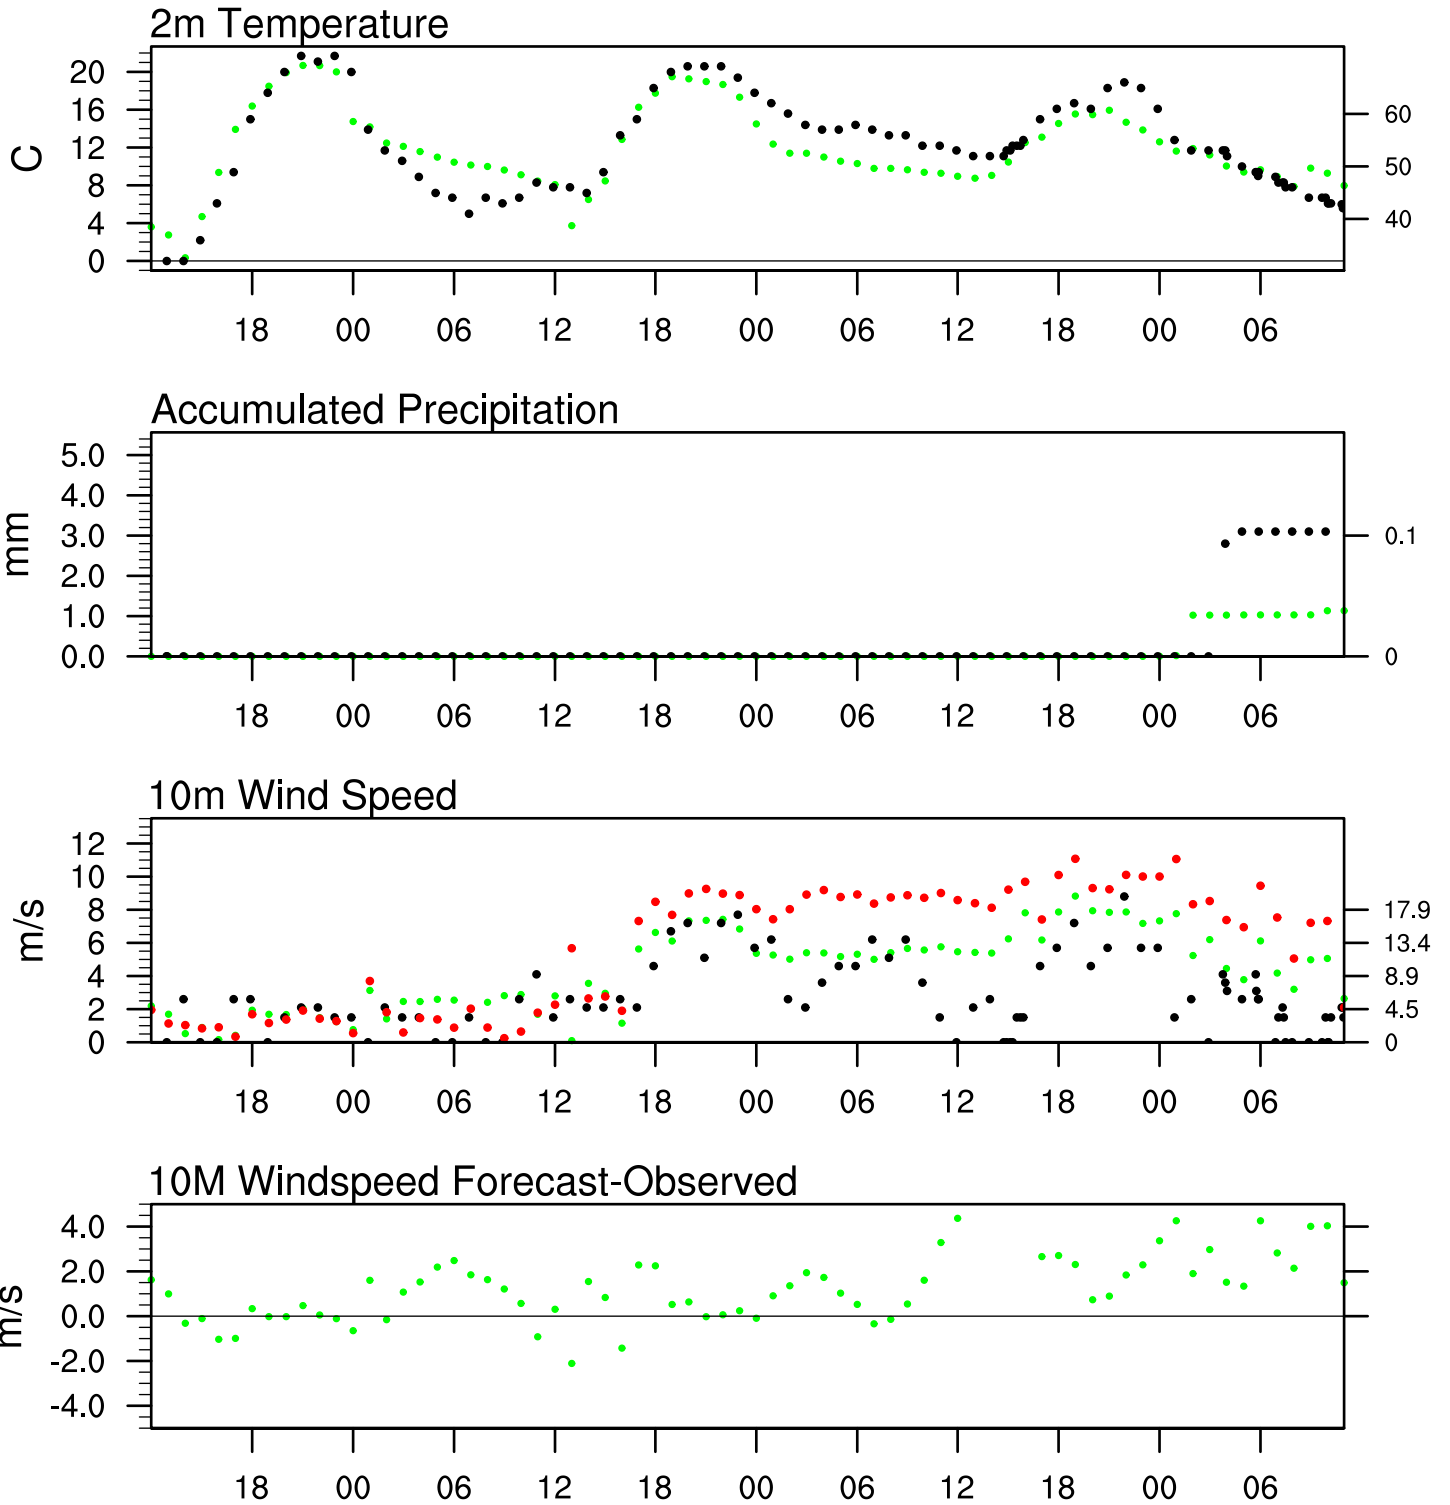 2m Temperature
20
16
12
8
4
0
C
60
50
40
18 00 06 12 18 00 06 12 18 00 06
Accumulated Precipitation
5.0
4.0
3.0
2.0
1.0
0.0
mm
0.1
0
18 00 06 12 18 00 06 12 18 00 06
10m Wind Speed
12
10
8
6
4
2
0
m/s
17.9
13.4
8.9
4.5
0
18 00 06 12 18 00 06 12 18 00 06
10M Windspeed Forecast-Observed
4.0
2.0
0.0
-2.0
-4.0
m/s
18 00 06 12 18 00 06 12 18 00 06